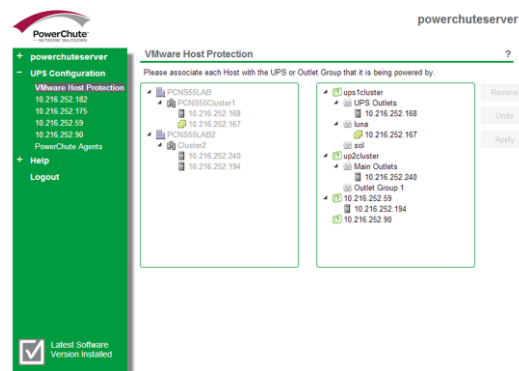 powerchuteserver
PowerChute
NETWORK SHUTDOWN
+ powerchuteserver
− UPS Configuration
VMware Host Protection
10.216.252.182
10.216.252.175
10.216.252.59
10.216.252.90
PowerChute Agents
+ Help
Logout
Latest Software
Version Installed
VMware Host Protection
?
Please associate each Host with the UPS or Outlet Group that it is being powered by.
PCNS55LAB
PCNS55Cluster1
10.216.252.168
10.216.252.167
PCNS55LAB2
Cluster2
10.216.252.240
10.216.252.194
ups1cluster
UPS Outlets
10.216.252.168
luna
10.216.252.167
sol
up2cluster
Main Outlets
10.216.252.240
Outlet Group 1
10.216.252.59
10.216.252.194
10.216.252.90
Remove
Undo
Apply